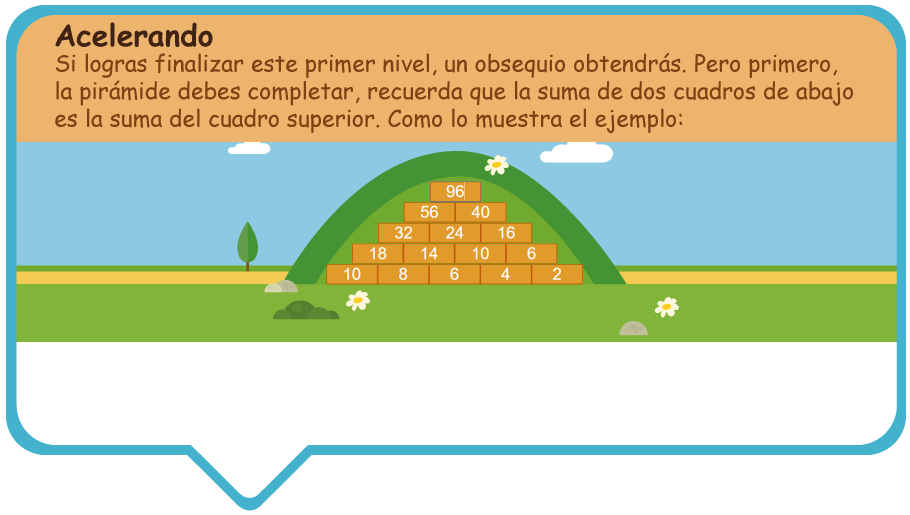 Acelerando
Si logras finalizar este primer nivel, un obsequio obtendrás. Pero primero,
la pirámide debes completar, recuerda que la suma de dos cuadros de abajo
es la suma del cuadro superior. Como lo muestra el ejemplo:
96
56 40
32 24 16
18 14 10 6
10 8 6 4 2